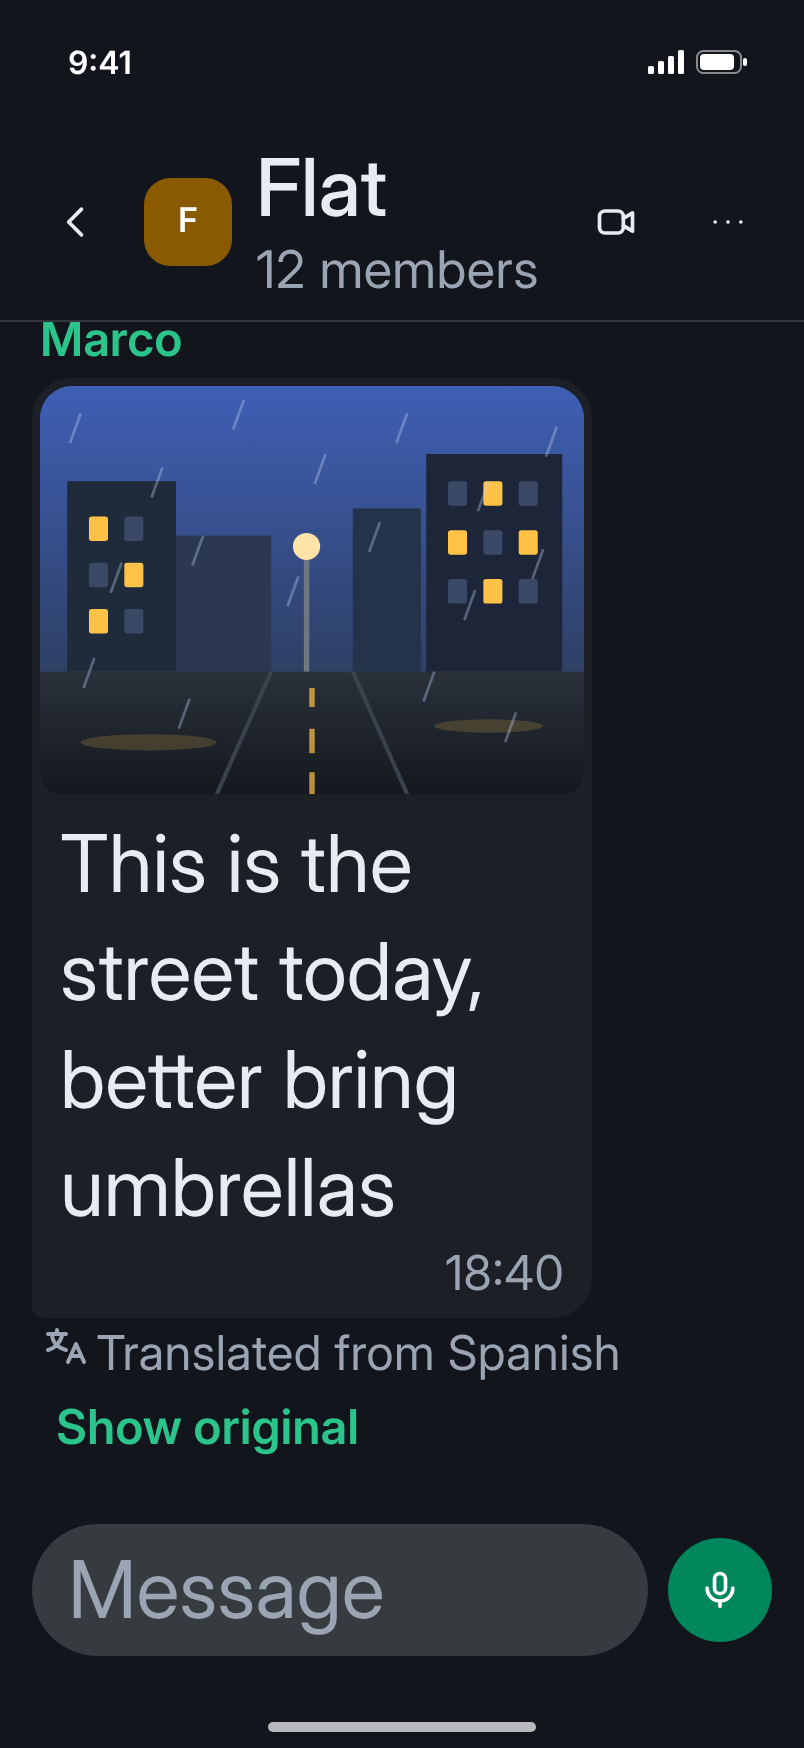 9:41
F
Flat
12 members
Marco
This is the
street today,
better bring
umbrellas
18:40
Translated from Spanish
Show original
Message